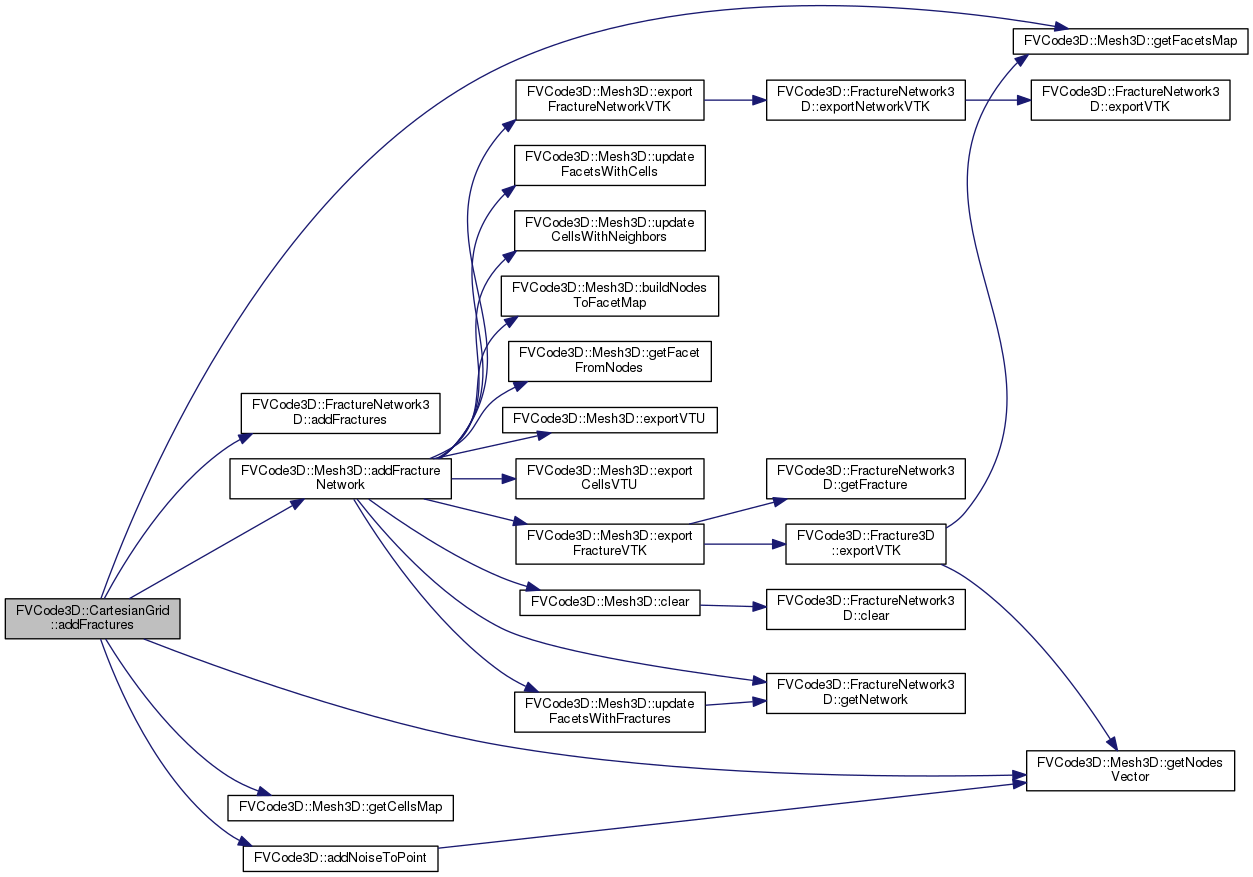 FVCode3D::Mesh3D::getFacetsMap
FVCode3D::Mesh3D::export
FractureNetworkVTK
FVCode3D::FractureNetwork3
D::exportNetworkVTK
FVCode3D::FractureNetwork3
D::exportVTK
FVCode3D::Mesh3D::update
FacetsWithCells
FVCode3D::Mesh3D::update
CellsWithNeighbors
FVCode3D::Mesh3D::buildNodes
ToFacetMap
FVCode3D::Mesh3D::getFacet
FromNodes
FVCode3D::FractureNetwork3
D::addFractures
FVCode3D::Mesh3D::exportVTU
FVCode3D::Mesh3D::addFracture
Network
FVCode3D::Mesh3D::export
CellsVTU
FVCode3D::FractureNetwork3
D::getFracture
FVCode3D::Mesh3D::export
FractureVTK
FVCode3D::Fracture3D
::exportVTK
FVCode3D::Mesh3D::clear
FVCode3D::FractureNetwork3
D::clear
FVCode3D::CartesianGrid
::addFractures
FVCode3D::Mesh3D::update
FacetsWithFractures
FVCode3D::FractureNetwork3
D::getNetwork
FVCode3D::Mesh3D::getNodes
Vector
FVCode3D::Mesh3D::getCellsMap
FVCode3D::addNoiseToPoint